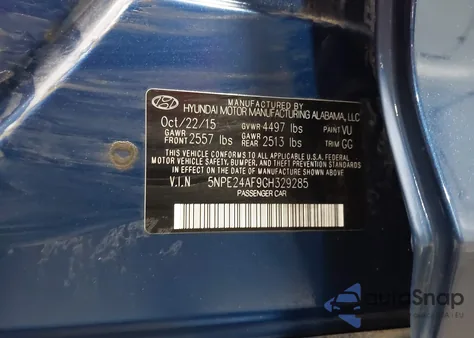 MANUFACTURED BY
HYUNDAI MOTOR MANUFACTURING ALABAMA, LLC
Oct/22/15 GVWR 4497 lbs PAINT VU
GAWR FRONT 2557 lbs GAWR REAR 2513 lbs TRIM GG
THIS VEHICLE CONFORMS TO ALL APPLICABLE U.S. FEDERAL
MOTOR VEHICLE SAFETY, BUMPER, AND THEFT PREVENTION STANDARDS
IN EFFECT ON THE DATE OF MANUFACTURE SHOWN ABOVE.
V.I.N 5NPE24AF9GH329285
PASSENGER CAR
AutoSnap